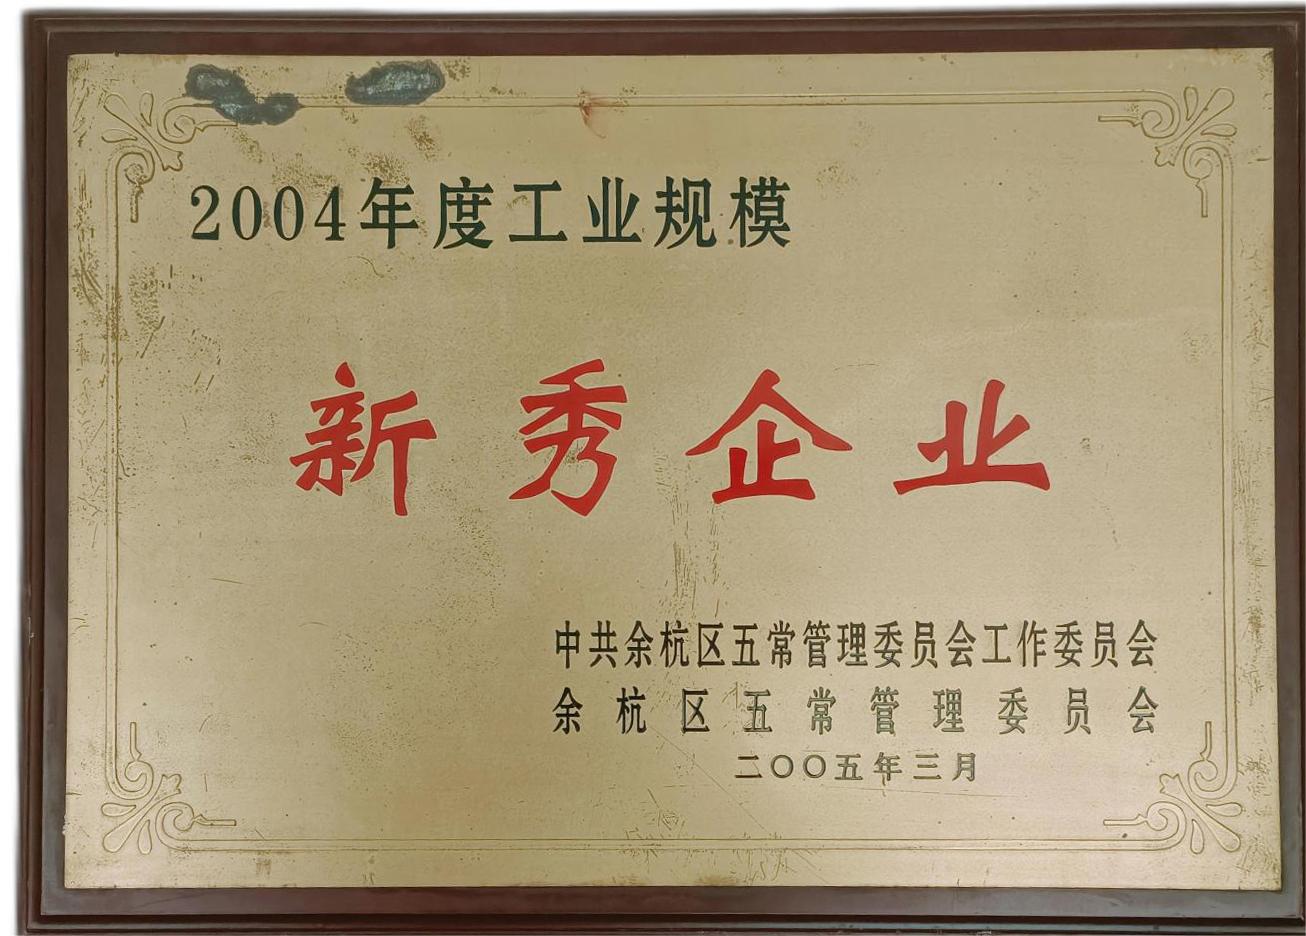 2004年度工业规模
新秀企业
中共余杭区五常管理委员会工作委员会
余杭区五常管理委员会
二〇〇五年三月